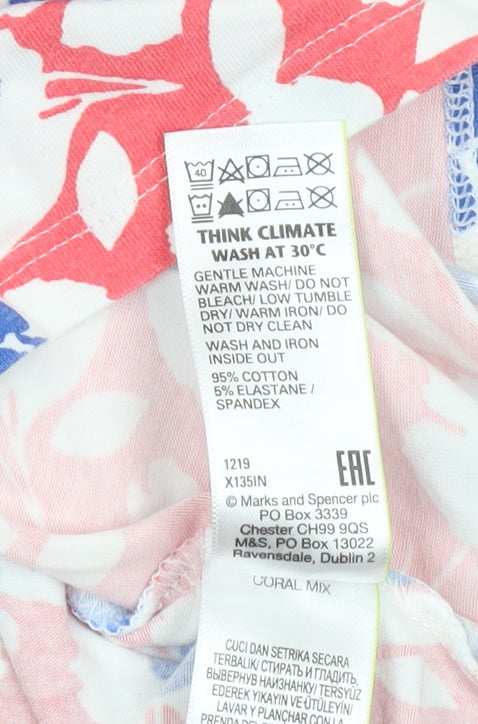 40
THINK CLIMATE
WASH AT 30°C
GENTLE MACHINE
WARM WASH/ DO NOT
BLEACH/ LOW TUMBLE
DRY/ WARM IRON/ DO
NOT DRY CLEAN
WASH AND IRON
INSIDE OUT
95% COTTON
5% ELASTANE /
SPANDEX
1219
X135IN
EAC
© Marks and Spencer plc
PO Box 3339
Chester CH99 9QS
M&S, PO Box 13022
Ravensdale, Dublin 2
CORAL MIX
CUCI DAN SETRIKA SECARA
TERBALIK/ СТИРАТЬ И ГЛАДИТЬ,
ВЫВЕРНУВ НАИЗНАНКУ/ TERSYÜZ
EDEREK YIKAYIN VE ÜTÜLEYİN/
LAVAR Y PLANCHAR CON LA